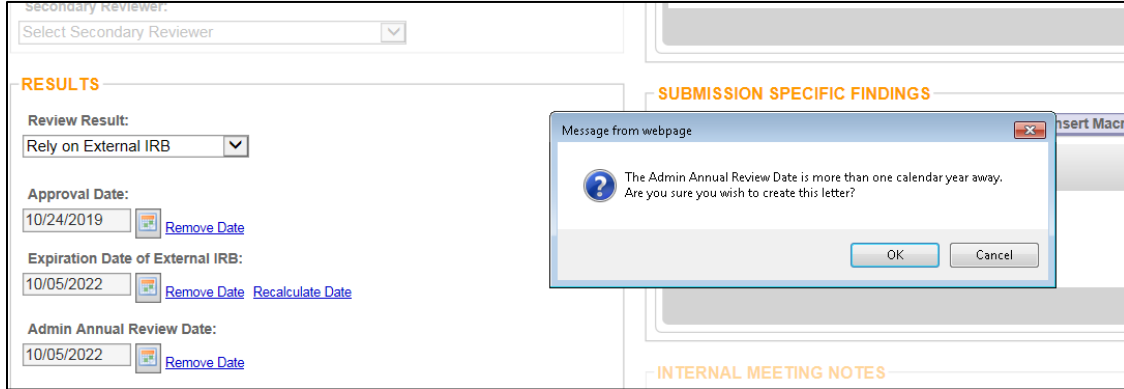 Secondary Reviewer:
Select Secondary Reviewer
RESULTS
Review Result:
Rely on External IRB
Approval Date:
10/24/2019 Remove Date
Expiration Date of External IRB:
10/05/2022 Remove Date Recalculate Date
Admin Annual Review Date:
10/05/2022 Remove Date
SUBMISSION SPECIFIC FINDINGS
nsert Macr
Message from webpage
The Admin Annual Review Date is more than one calendar year away.
Are you sure you wish to create this letter?
OK Cancel
INTERNAL MEETING NOTES